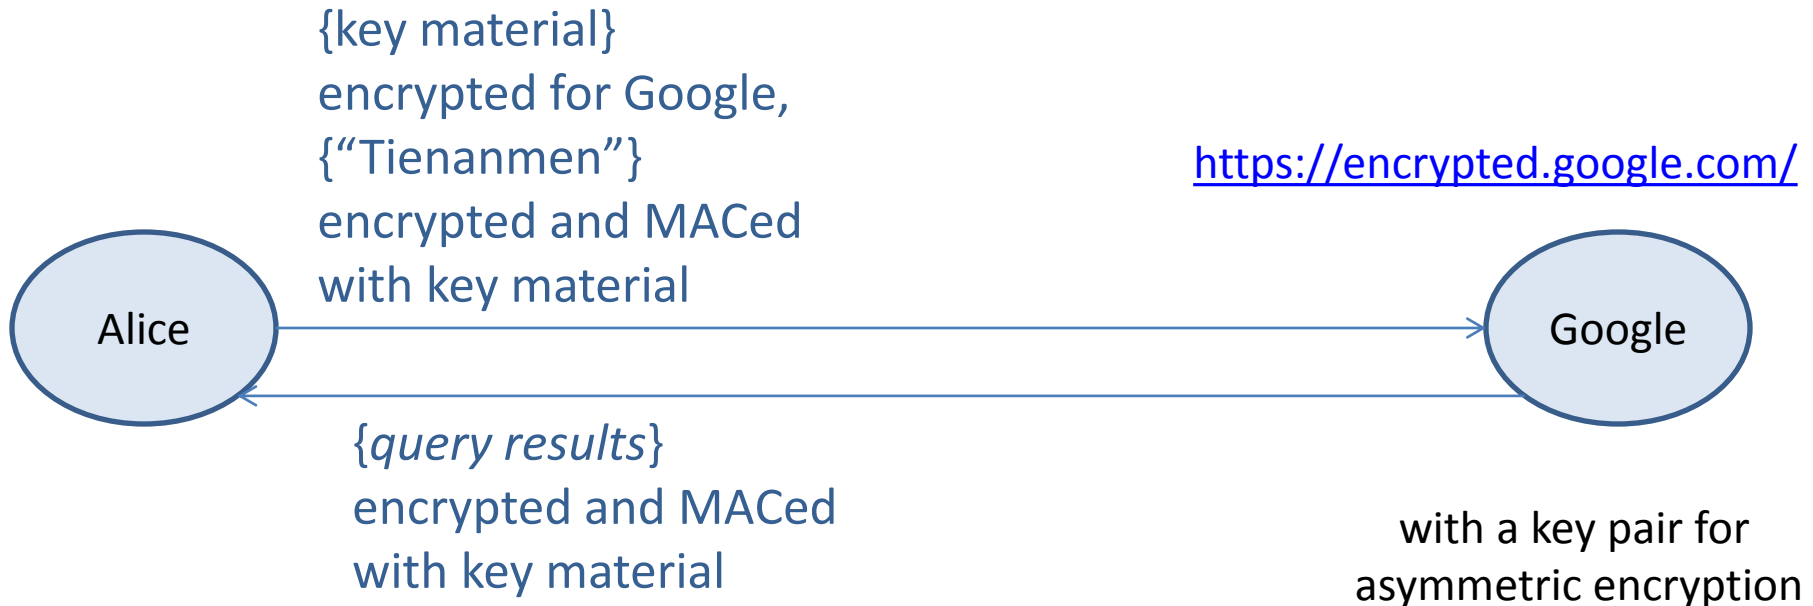 {key material}
encrypted for Google,
{“Tienanmen”}
encrypted and MACed
with key material
https://encrypted.google.com/
Alice
Google
{query results}
encrypted and MACed
with key material
with a key pair for
asymmetric encryption